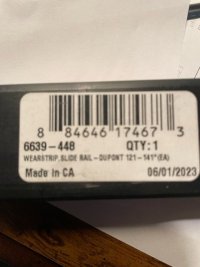 8 84646 17467 3
6639-448 QTY:1
WEARSTRIP,SLIDE RAIL-DUPONT 121-141"(EA)
Made in CA 06/01/2023